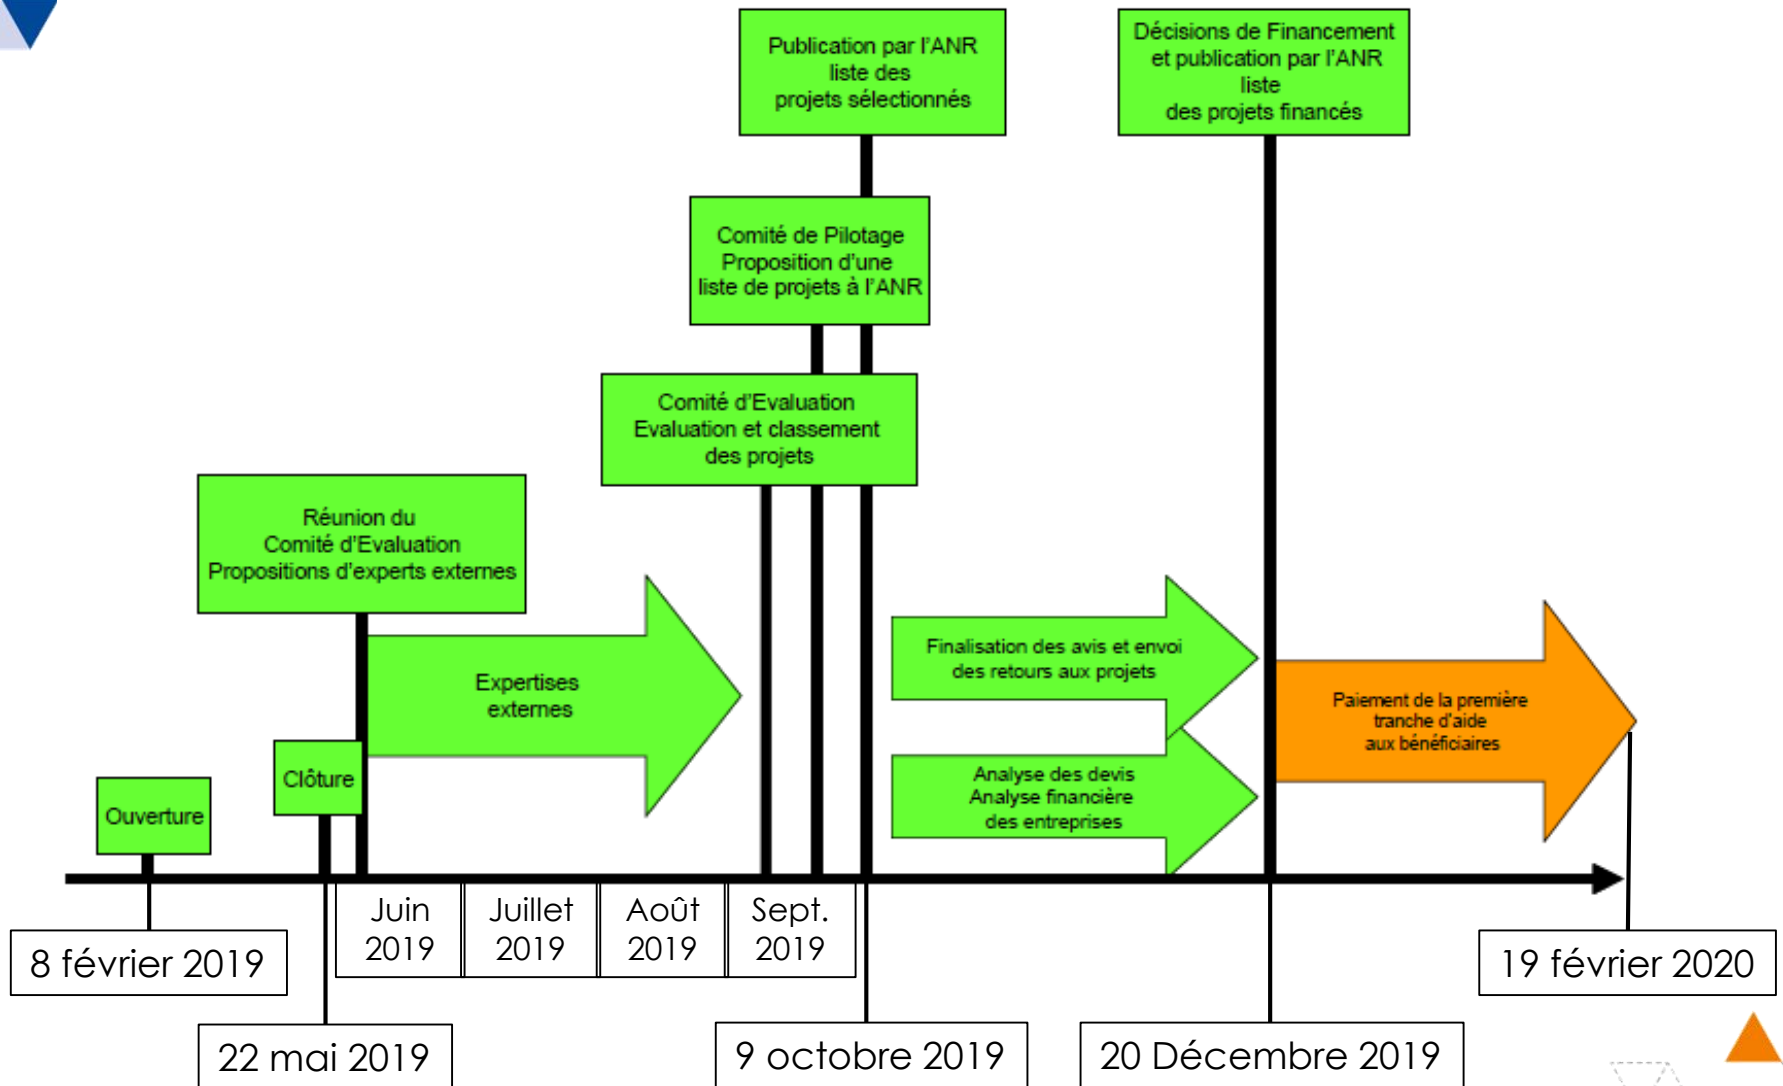 Publication par l'ANR
liste des
projets sélectionnés
Décisions de Financement
et publication par l'ANR
liste
des projets financés
Comité de Pilotage
Proposition d'une
liste de projets à l'ANR
Comité d'Evaluation
Evaluation et classement
des projets
Réunion du
Comité d'Evaluation
Propositions d'experts externes
Expertises
externes
Finalisation des avis et envoi
des retours aux projets
Paiement de la première
tranche d'aide
aux bénéficiaires
Clôture
Analyse des devis
Analyse financière
des entreprises
Ouverture
Juin
2019
Juillet
2019
Août
2019
Sept.
2019
8 février 2019
19 février 2020
22 mai 2019
9 octobre 2019
20 Décembre 2019